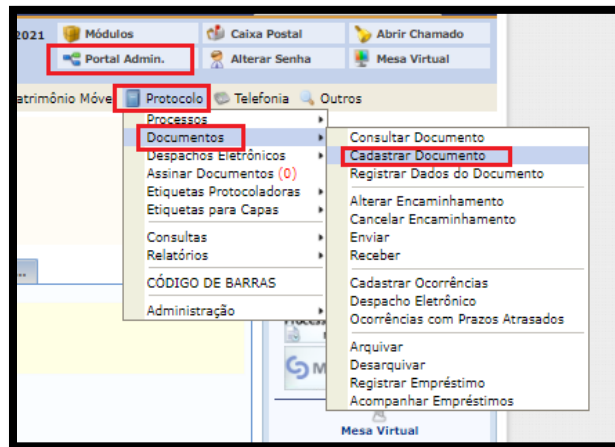 2021 Módulos Caixa Postal Abrir Chamado
Portal Admin. Alterar Senha Mesa Virtual
atrimônio Móve Protocolo Telefonia Outros
Processos
Documentos
Despachos Eletrônicos
Assinar Documentos (0)
Etiquetas Protocoladoras
Etiquetas para Capas
Consultas
Relatórios
CÓDIGO DE BARRAS
Administração
Consultar Documento
Cadastrar Documento
Registrar Dados do Documento
Alterar Encaminhamento
Cancelar Encaminhamento
Enviar
Receber
Cadastrar Ocorrências
Despacho Eletrônico
Ocorrências com Prazos Atrasados
Arquivar
Desarquivar
Registrar Empréstimo
Acompanhar Empréstimos
...
M
Mesa Virtual